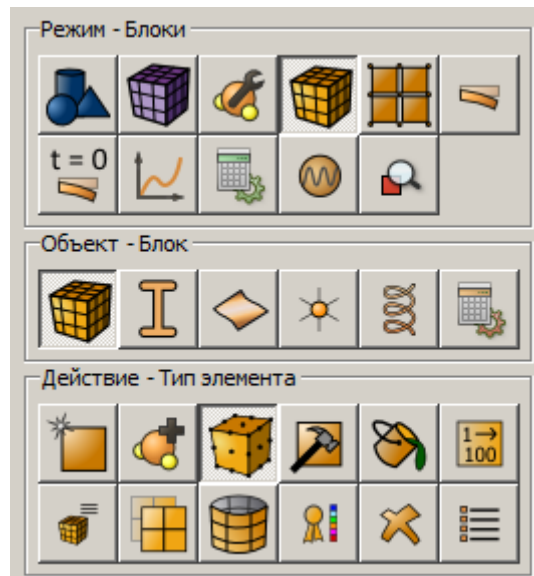 Режим - Блоки
t = 0
Объект - Блок
Действие - Тип элемента
1→
100